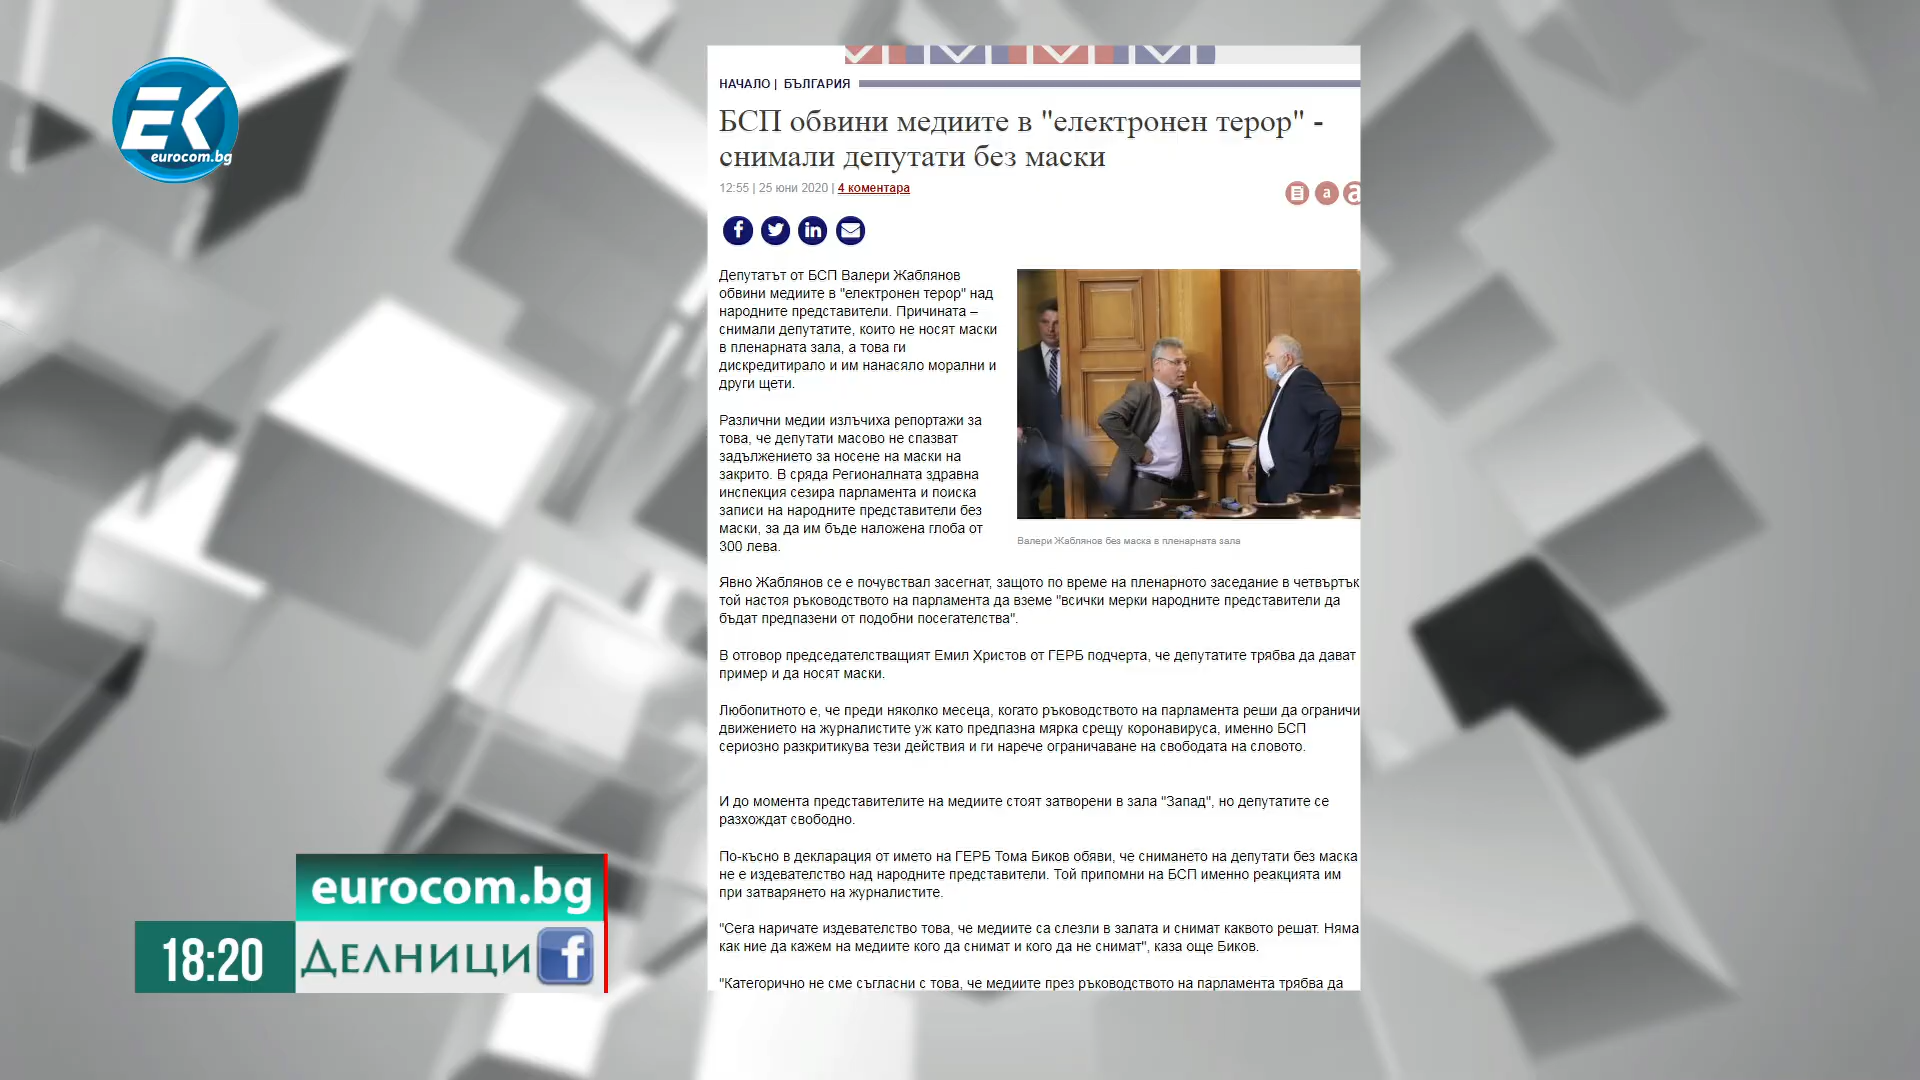 EK
eurocom.bg
НАЧАЛО | БЪЛГАРИЯ
БСП обвини медиите в "електронен терор" -
снимали депутати без маски
12:55 | 25 юни 2020 | 4 коментара
a
a
f
in
Депутатът от БСП Валери Жаблянов
обвини медиите в "електронен терор" над
народните представители. Причината –
снимали депутатите, които не носят маски
в пленарната зала, а това ги
дискредитирало и им нанасяло морални и
други щети.
Различни медии излъчиха репортажи за
това, че депутати масово не спазват
задължението за носене на маски на
закрито. В сряда Регионалната здравна
инспекция сезира парламента и поиска
записи на народните представители без
маски, за да им бъде наложена глоба от
300 лева.
Валери Жаблянов без маска в пленарната зала
Явно Жаблянов се е почувствал засегнат, защото по време на пленарното заседание в четвъртък
той настоя ръководството на парламента да вземе "всички мерки народните представители да
бъдат предпазени от подобни посегателства".
В отговор председателстващият Емил Христов от ГЕРБ подчерта, че депутатите трябва да дават
пример и да носят маски.
Любопитното е, че преди няколко месеца, когато ръководството на парламента реши да ограничи
движението на журналистите уж като предпазна мярка срещу коронавируса, именно БСП
сериозно разкритикува тези действия и ги нарече ограничаване на свободата на словото.
И до момента представителите на медиите стоят затворени в зала "Запад", но депутатите се
разхождат свободно.
По-късно в декларация от името на ГЕРБ Тома Биков обяви, че снимането на депутати без маска
не е издевателство над народните представители. Той припомни на БСП именно реакцията им
при затварянето на журналистите.
"Сега наричате издевателство това, че медиите са слезли в залата и снимат каквото решат. Няма
как ние да кажем на медиите кого да снимат и кого да не снимат", каза още Биков.
"Категорично не сме съгласни с това, че медиите през ръководството на парламента трябва да
eurocom.bg
18:20
ДЕЛНИЦИ
f